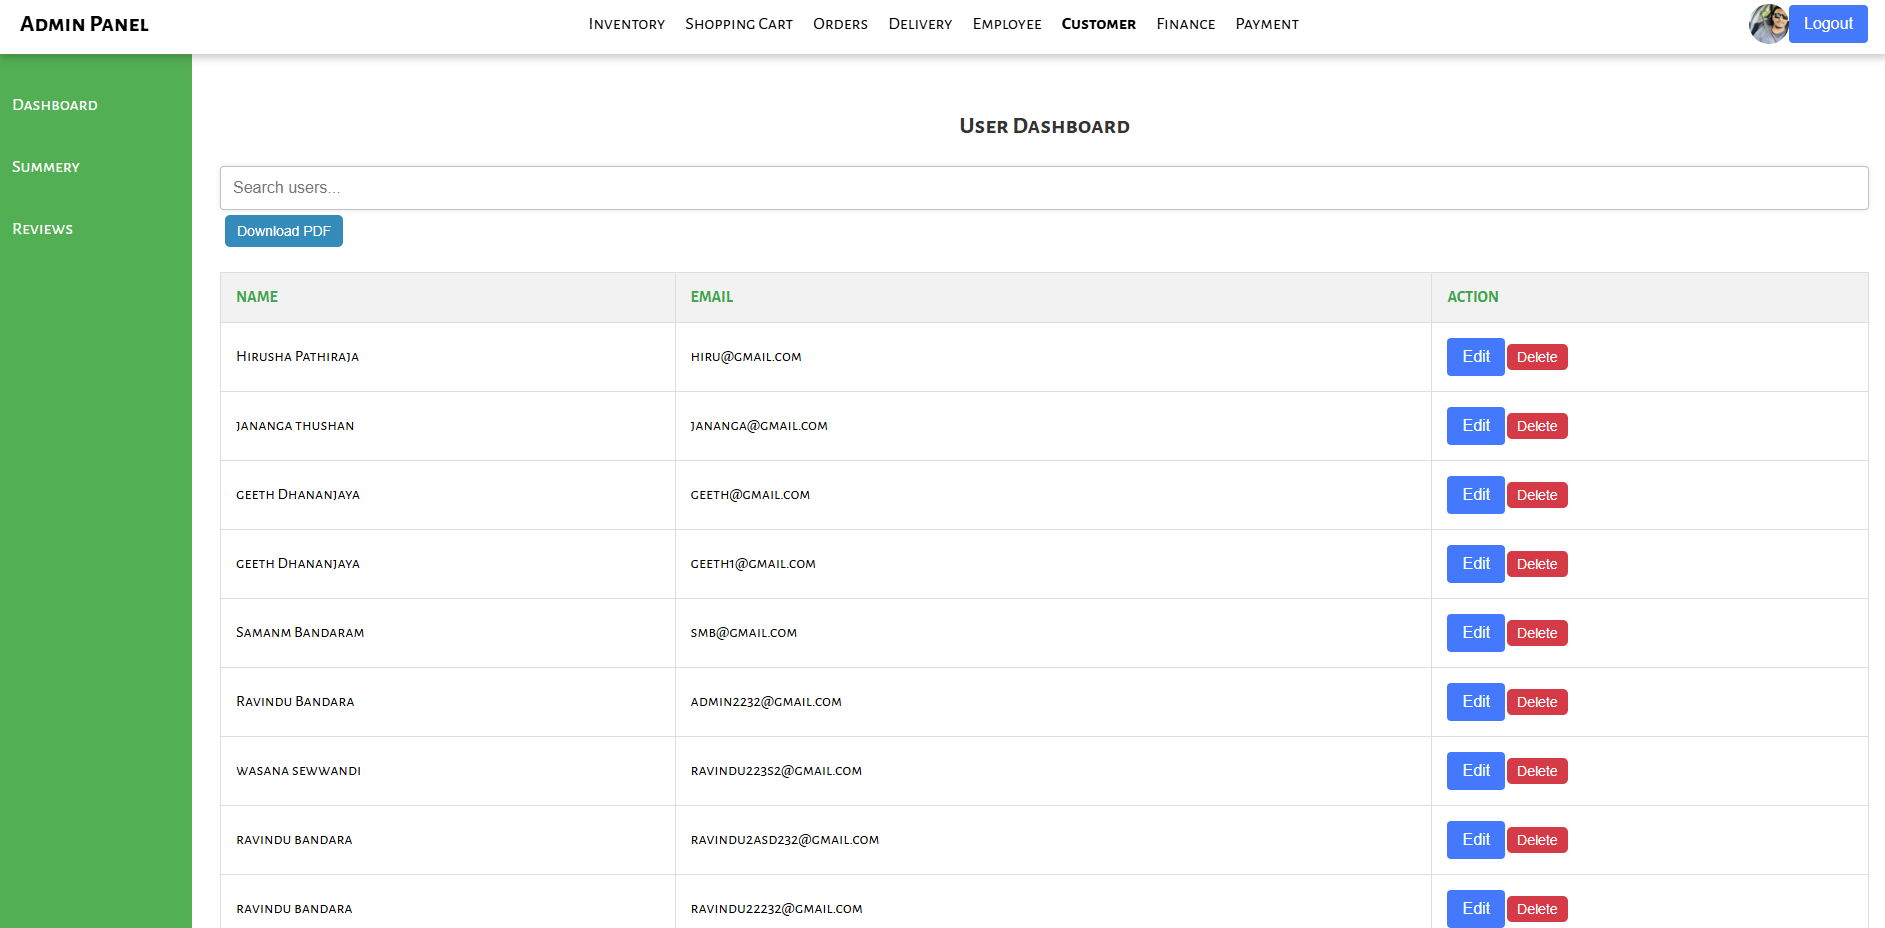 Admin Panel Inventory Shopping Cart Orders Delivery Employee Customer Finance Payment Logout
Dashboard
Summery
Reviews
User Dashboard
Search users...
Download PDF
NAME EMAIL ACTION
Hirusha Pathiraja hiru@gmail.com Edit Delete
jananga thushan jananga@gmail.com Edit Delete
geeth Dhananjaya geeth@gmail.com Edit Delete
geeth Dhananjaya geeth1@gmail.com Edit Delete
Samanm Bandaram smb@gmail.com Edit Delete
Ravindu Bandara admin2232@gmail.com Edit Delete
wasana sewwandi ravindu223s2@gmail.com Edit Delete
ravindu bandara ravindu2asd232@gmail.com Edit Delete
ravindu bandara ravindu22232@gmail.com Edit Delete